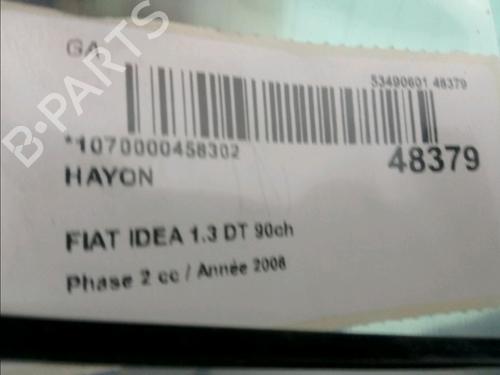 GA
53490601 48379
*1070000458302
48379
HAYON
FIAT IDEA 1.3 DT 90ch
Phase 2 cc / Année 2008
B-PARTS